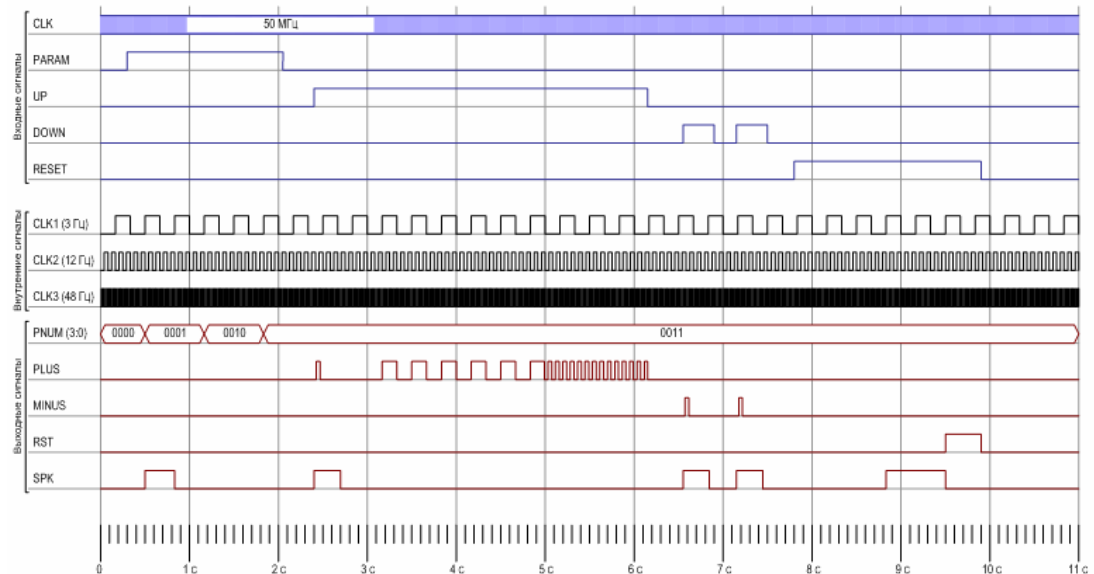 Входные сигналы
CLK
50 МГц
PARAM
UP
DOWN
RESET
Внутренние сигналы
CLK1 (3 Гц)
CLK2 (12 Гц)
CLK3 (48 Гц)
Выходные сигналы
PNUM (3:0)
0000 0001 0010 0011
PLUS
MINUS
RST
SPK
0 1 с 2 с 3 с 4 с 5 с 6 с 7 с 8 с 9 с 10 с 11 с